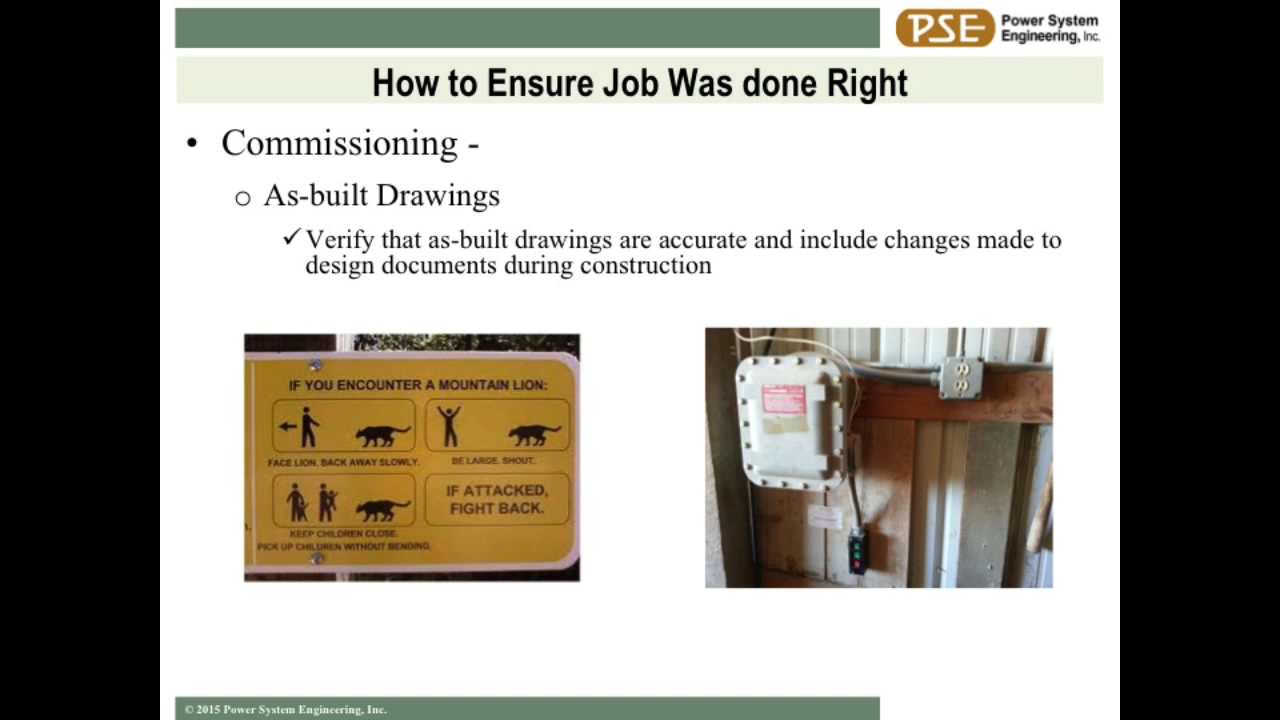 PSE Power System
Engineering, Inc.
How to Ensure Job Was done Right
• Commissioning -
o As-built Drawings
✓ Verify that as-built drawings are accurate and include changes made to
design documents during construction
IF YOU ENCOUNTER A MOUNTAIN LION:
FACE LION. BACK AWAY SLOWLY.
BE LARGE. SHOUT.
KEEP CHILDREN CLOSE.
PICK UP CHILDREN WITHOUT BENDING.
IF ATTACKED,
FIGHT BACK.
© 2015 Power System Engineering, Inc.